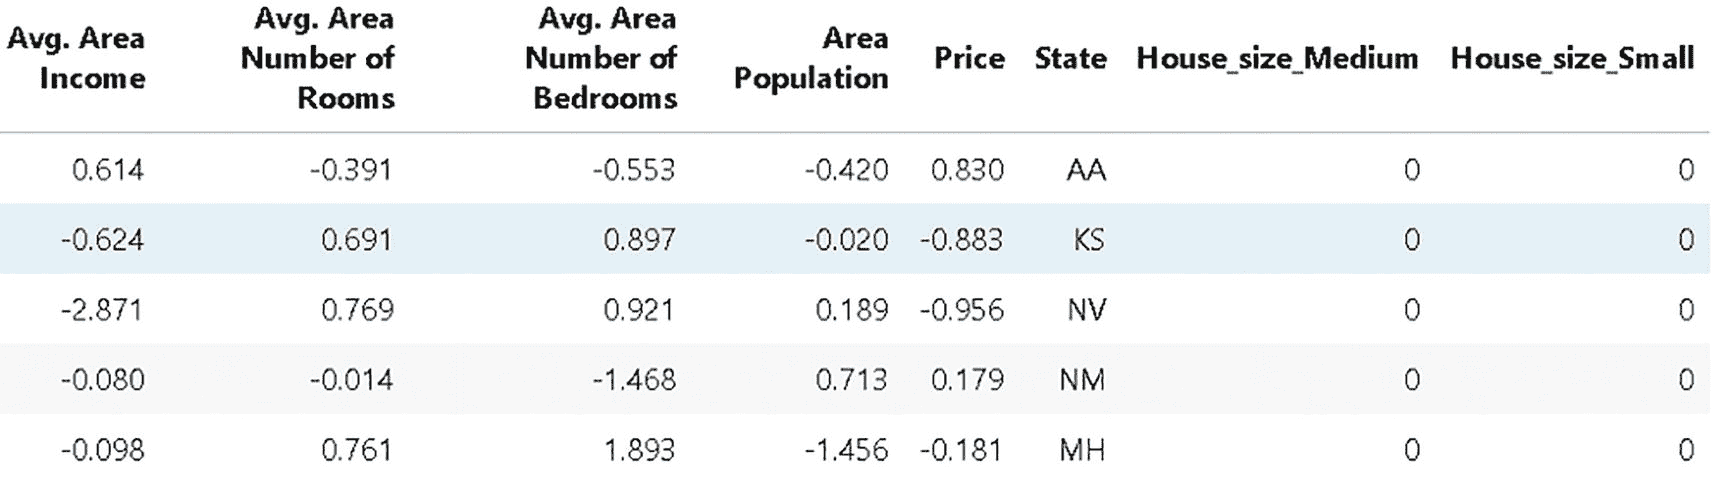 Avg. Area Income Avg. Area Number of Rooms Avg. Area Number of Bedrooms Area Population Price State House_size_Medium House_size_Small
0.614 -0.391 -0.553 -0.420 0.830 AA 0 0
-0.624 0.691 0.897 -0.020 -0.883 KS 0 0
-2.871 0.769 0.921 0.189 -0.956 NV 0 0
-0.080 -0.014 -1.468 0.713 0.179 NM 0 0
-0.098 0.761 1.893 -1.456 -0.181 MH 0 0